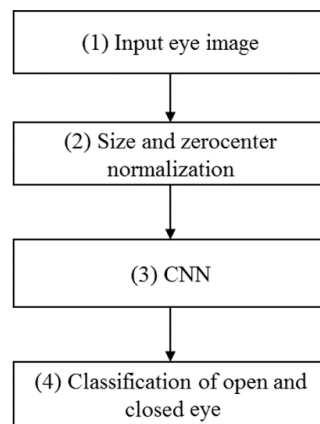 (1) Input eye image
(2) Size and zerocenter
normalization
(3) CNN
(4) Classification of open and
closed eye